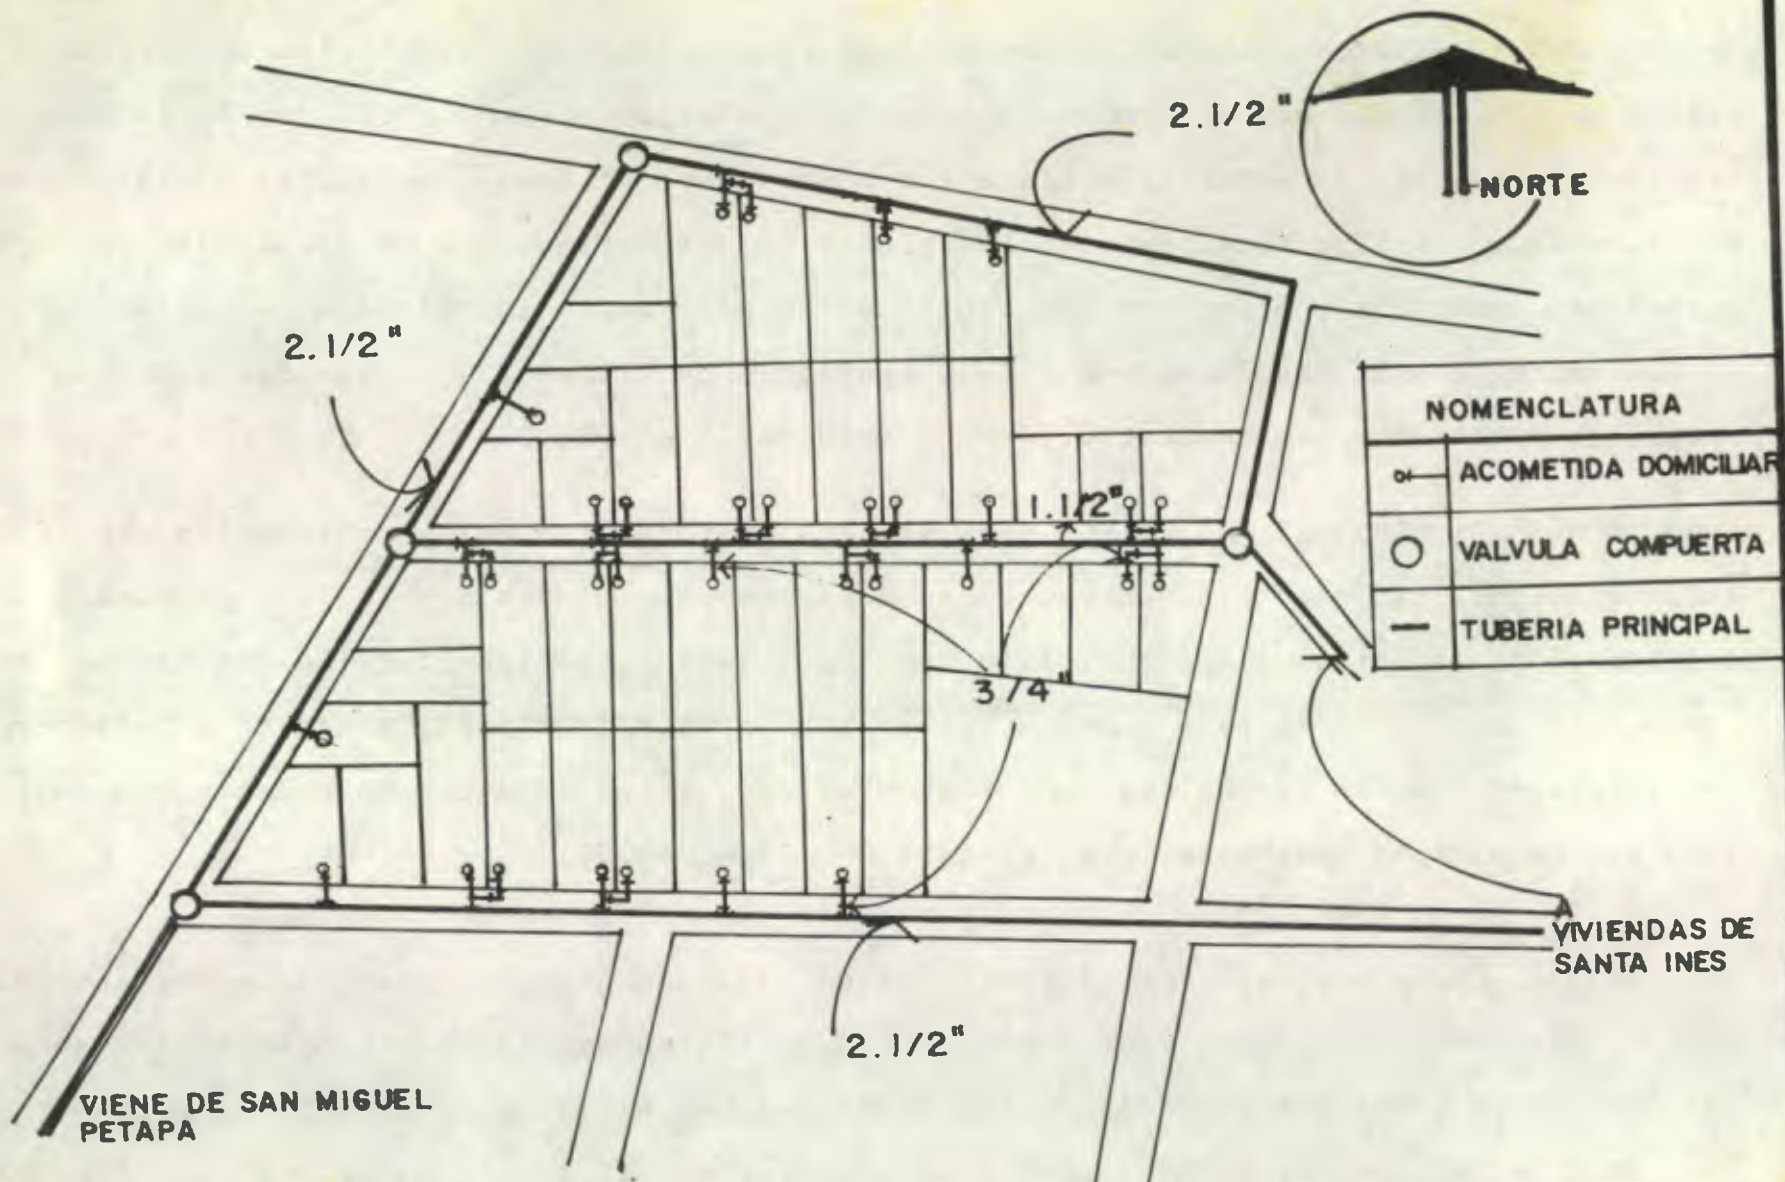 2.1/2"
NORTE
2.1/2"
NOMENCLATURA
ACOMETIDA DOMICILIAR
1.1/2"
VALVULA COMPUERTA
TUBERIA PRINCIPAL
3/4"
VIVIENDAS DE
SANTA INES
2.1/2"
VIENE DE SAN MIGUEL
PETAPA